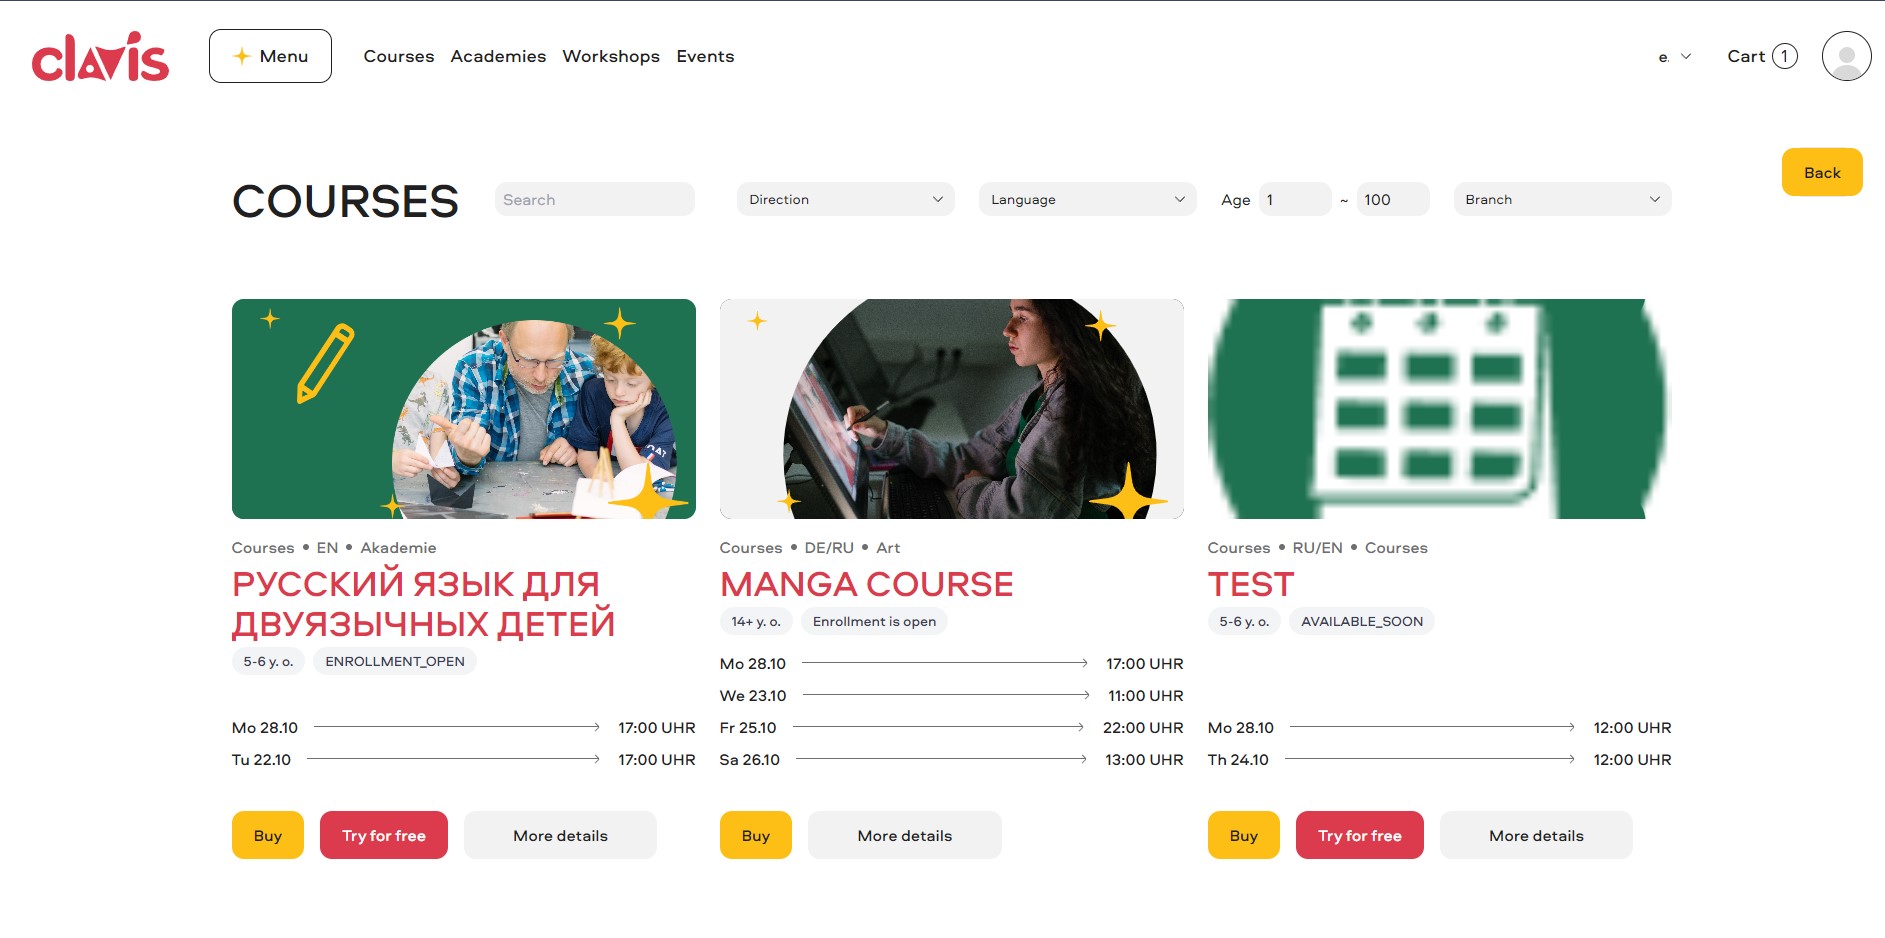 clavis
Menu
Courses
Academies
Workshops
Events
e.
Cart 1
Back
COURSES
Search
Direction
Language
Age 1 ~ 100
Branch
Courses • EN • Akademie
РУССКИЙ ЯЗЫК ДЛЯ
ДВУЯЗЫЧНЫХ ДЕТЕЙ
5-6 y. o.
ENROLLMENT_OPEN
Mo 28.10 17:00 UHR
Tu 22.10 17:00 UHR
Buy
Try for free
More details
Courses • DE/RU • Art
MANGA COURSE
14+ y. o.
Enrollment is open
Mo 28.10 17:00 UHR
We 23.10 11:00 UHR
Fr 25.10 22:00 UHR
Sa 26.10 13:00 UHR
Buy
More details
Courses • RU/EN • Courses
TEST
5-6 y. o.
AVAILABLE_SOON
Mo 28.10 12:00 UHR
Th 24.10 12:00 UHR
Buy
Try for free
More details